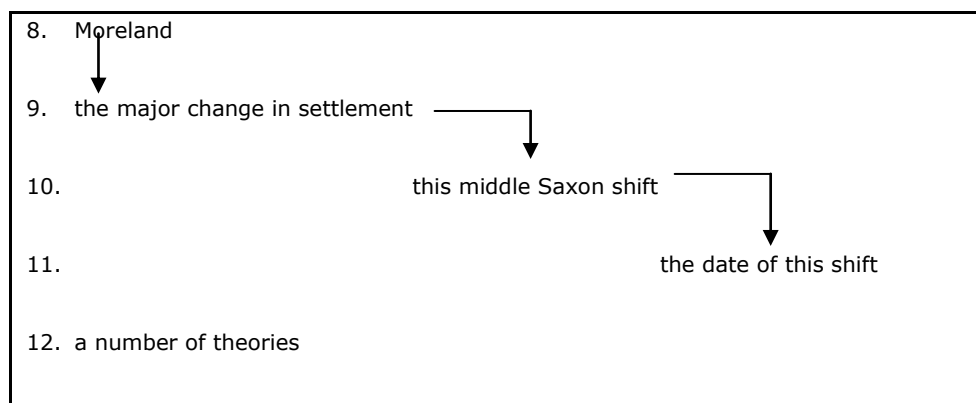 8. Moreland
9. the major change in settlement
10. this middle Saxon shift
11. the date of this shift
12. a number of theories